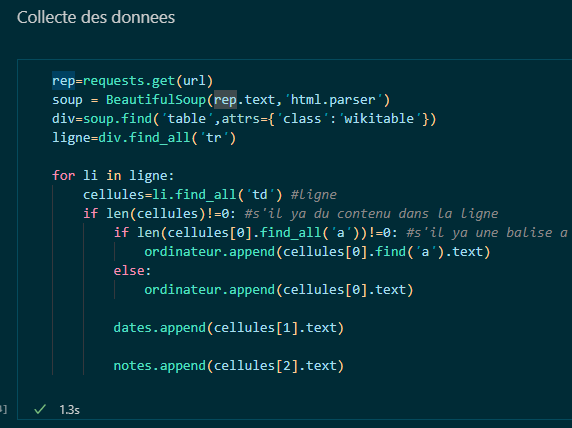 Collecte des donnees
rep=requests.get(url)
soup = BeautifulSoup(rep.text,'html.parser')
div=soup.find('table',attrs={'class':'wikitable'})
ligne=div.find_all('tr')
for li in ligne:
cellules=li.find_all('td') #ligne
if len(cellules)!=0: #s'il ya du contenu dans la ligne
if len(cellules[0].find_all('a'))!=0: #s'il ya une balise a
ordinateur.append(cellules[0].find('a').text)
else:
ordinateur.append(cellules[0].text)
dates.append(cellules[1].text)
notes.append(cellules[2].text)
] ✓ 1.3s